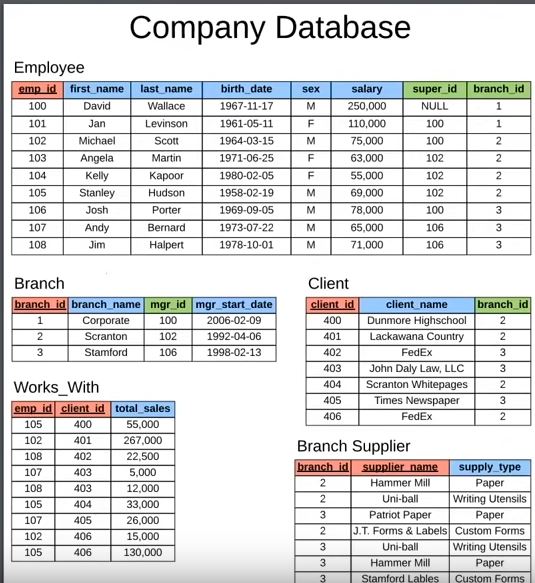 Company Database
Employee
emp_id first_name last_name birth_date sex salary super_id branch_id
100 David Wallace 1967-11-17 M 250,000 NULL 1
101 Jan Levinson 1961-05-11 F 110,000 100 1
102 Michael Scott 1964-03-15 M 75,000 100 2
103 Angela Martin 1971-06-25 F 63,000 102 2
104 Kelly Kapoor 1980-02-05 F 55,000 102 2
105 Stanley Hudson 1958-02-19 M 69,000 102 2
106 Josh Porter 1969-09-05 M 78,000 100 3
107 Andy Bernard 1973-07-22 M 65,000 106 3
108 Jim Halpert 1978-10-01 M 71,000 106 3
Branch
branch_id branch_name mgr_id mgr_start_date
1 Corporate 100 2006-02-09
2 Scranton 102 1992-04-06
3 Stamford 106 1998-02-13
Client
client_id client_name branch_id
400 Dunmore Highschool 2
401 Lackawana Country 2
402 FedEx 3
403 John Daly Law, LLC 3
404 Scranton Whitepages 2
405 Times Newspaper 3
406 FedEx 2
Works_With
emp_id client_id total_sales
105 400 55,000
102 401 267,000
108 402 22,500
107 403 5,000
108 403 12,000
105 404 33,000
107 405 26,000
102 406 15,000
105 406 130,000
Branch Supplier
branch_id supplier_name supply_type
2 Hammer Mill Paper
2 Uni-ball Writing Utensils
3 Patriot Paper Paper
2 J.T. Forms & Labels Custom Forms
3 Uni-ball Writing Utensils
3 Hammer Mill Paper
3 Stamford Lables Custom Forms